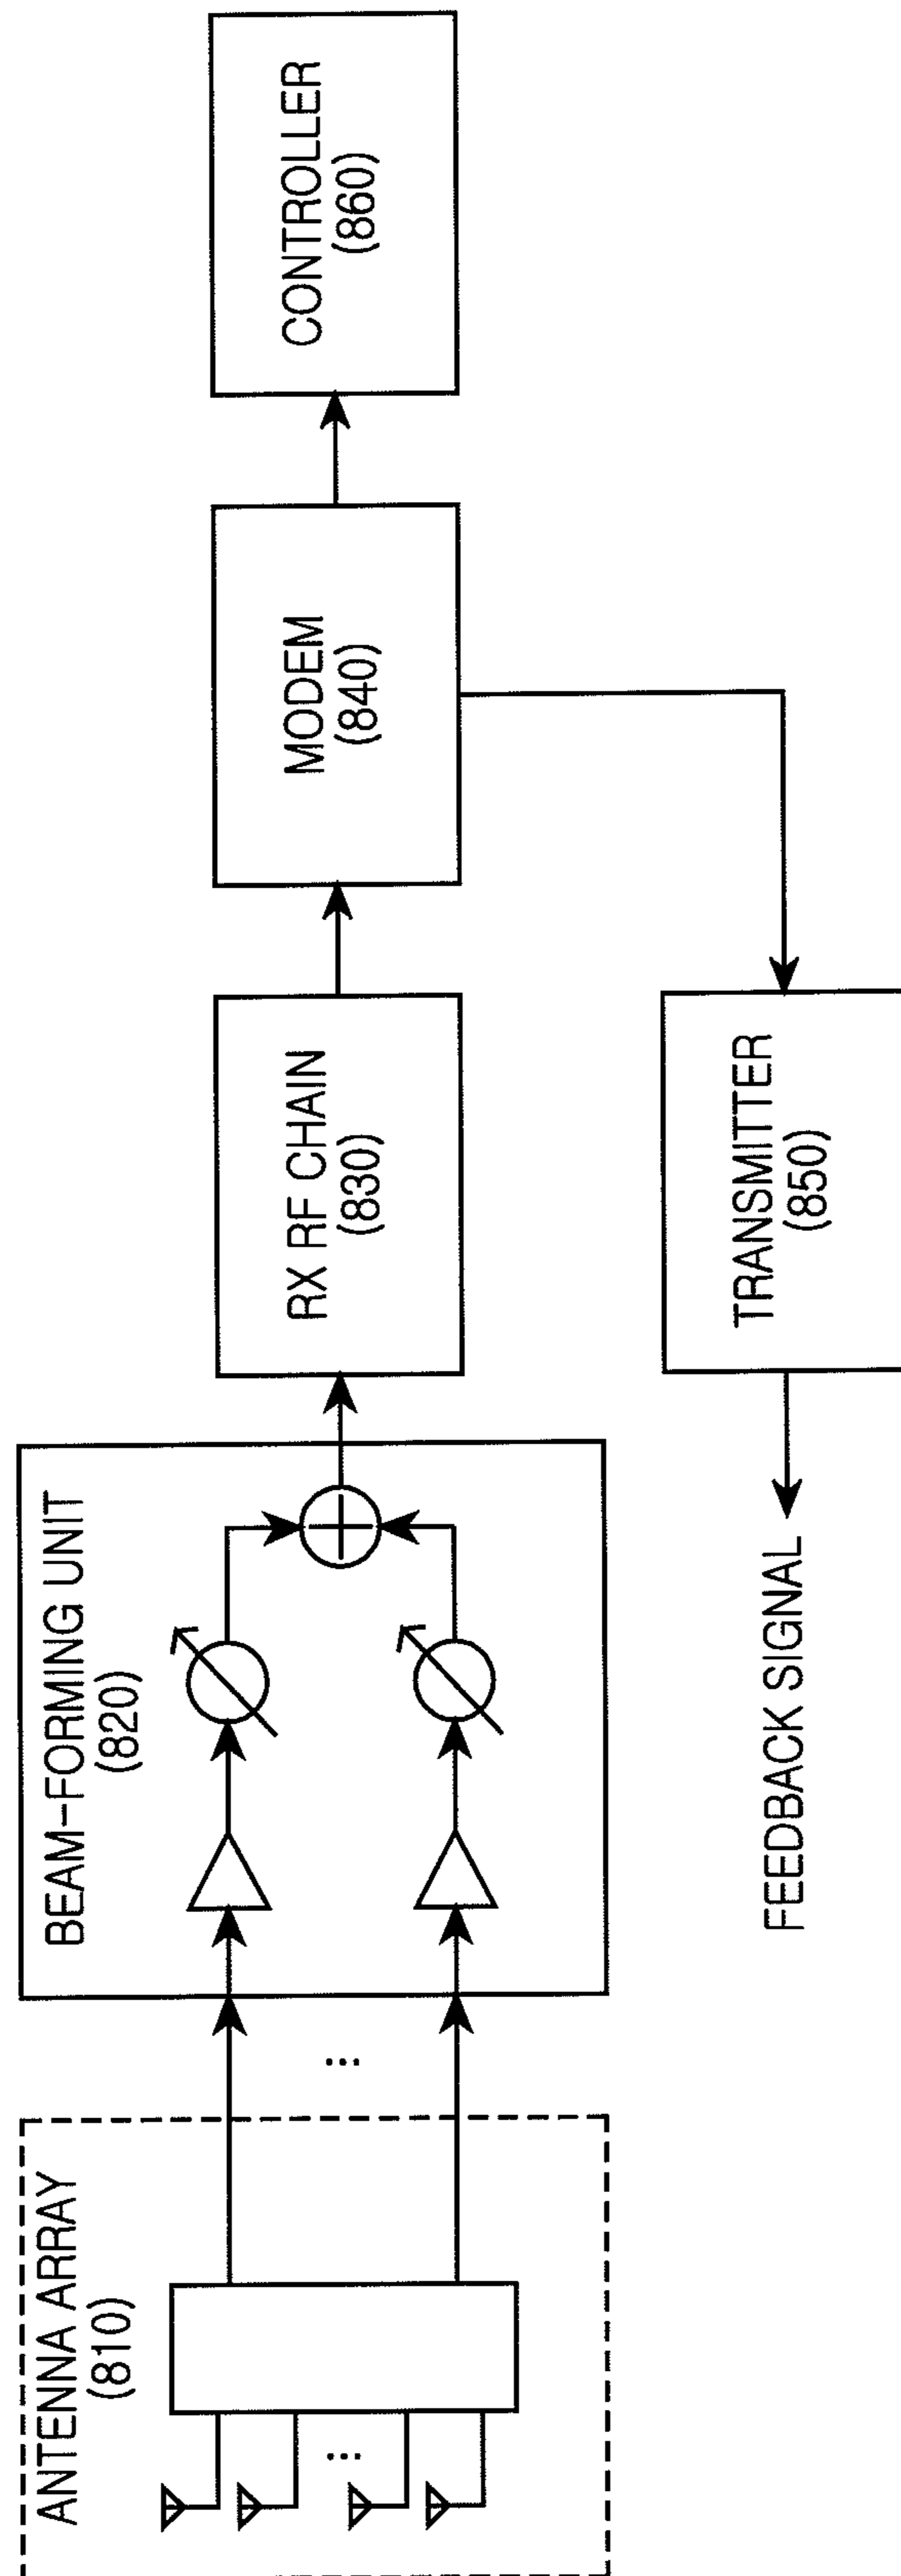 ANTENNA ARRAY
(810)
...
...
BEAM-FORMING UNIT
(820)
RX RF CHAIN
(830)
MODEM
(840)
CONTROLLER
(860)
FEEDBACK SIGNAL
TRANSMITTER
(850)